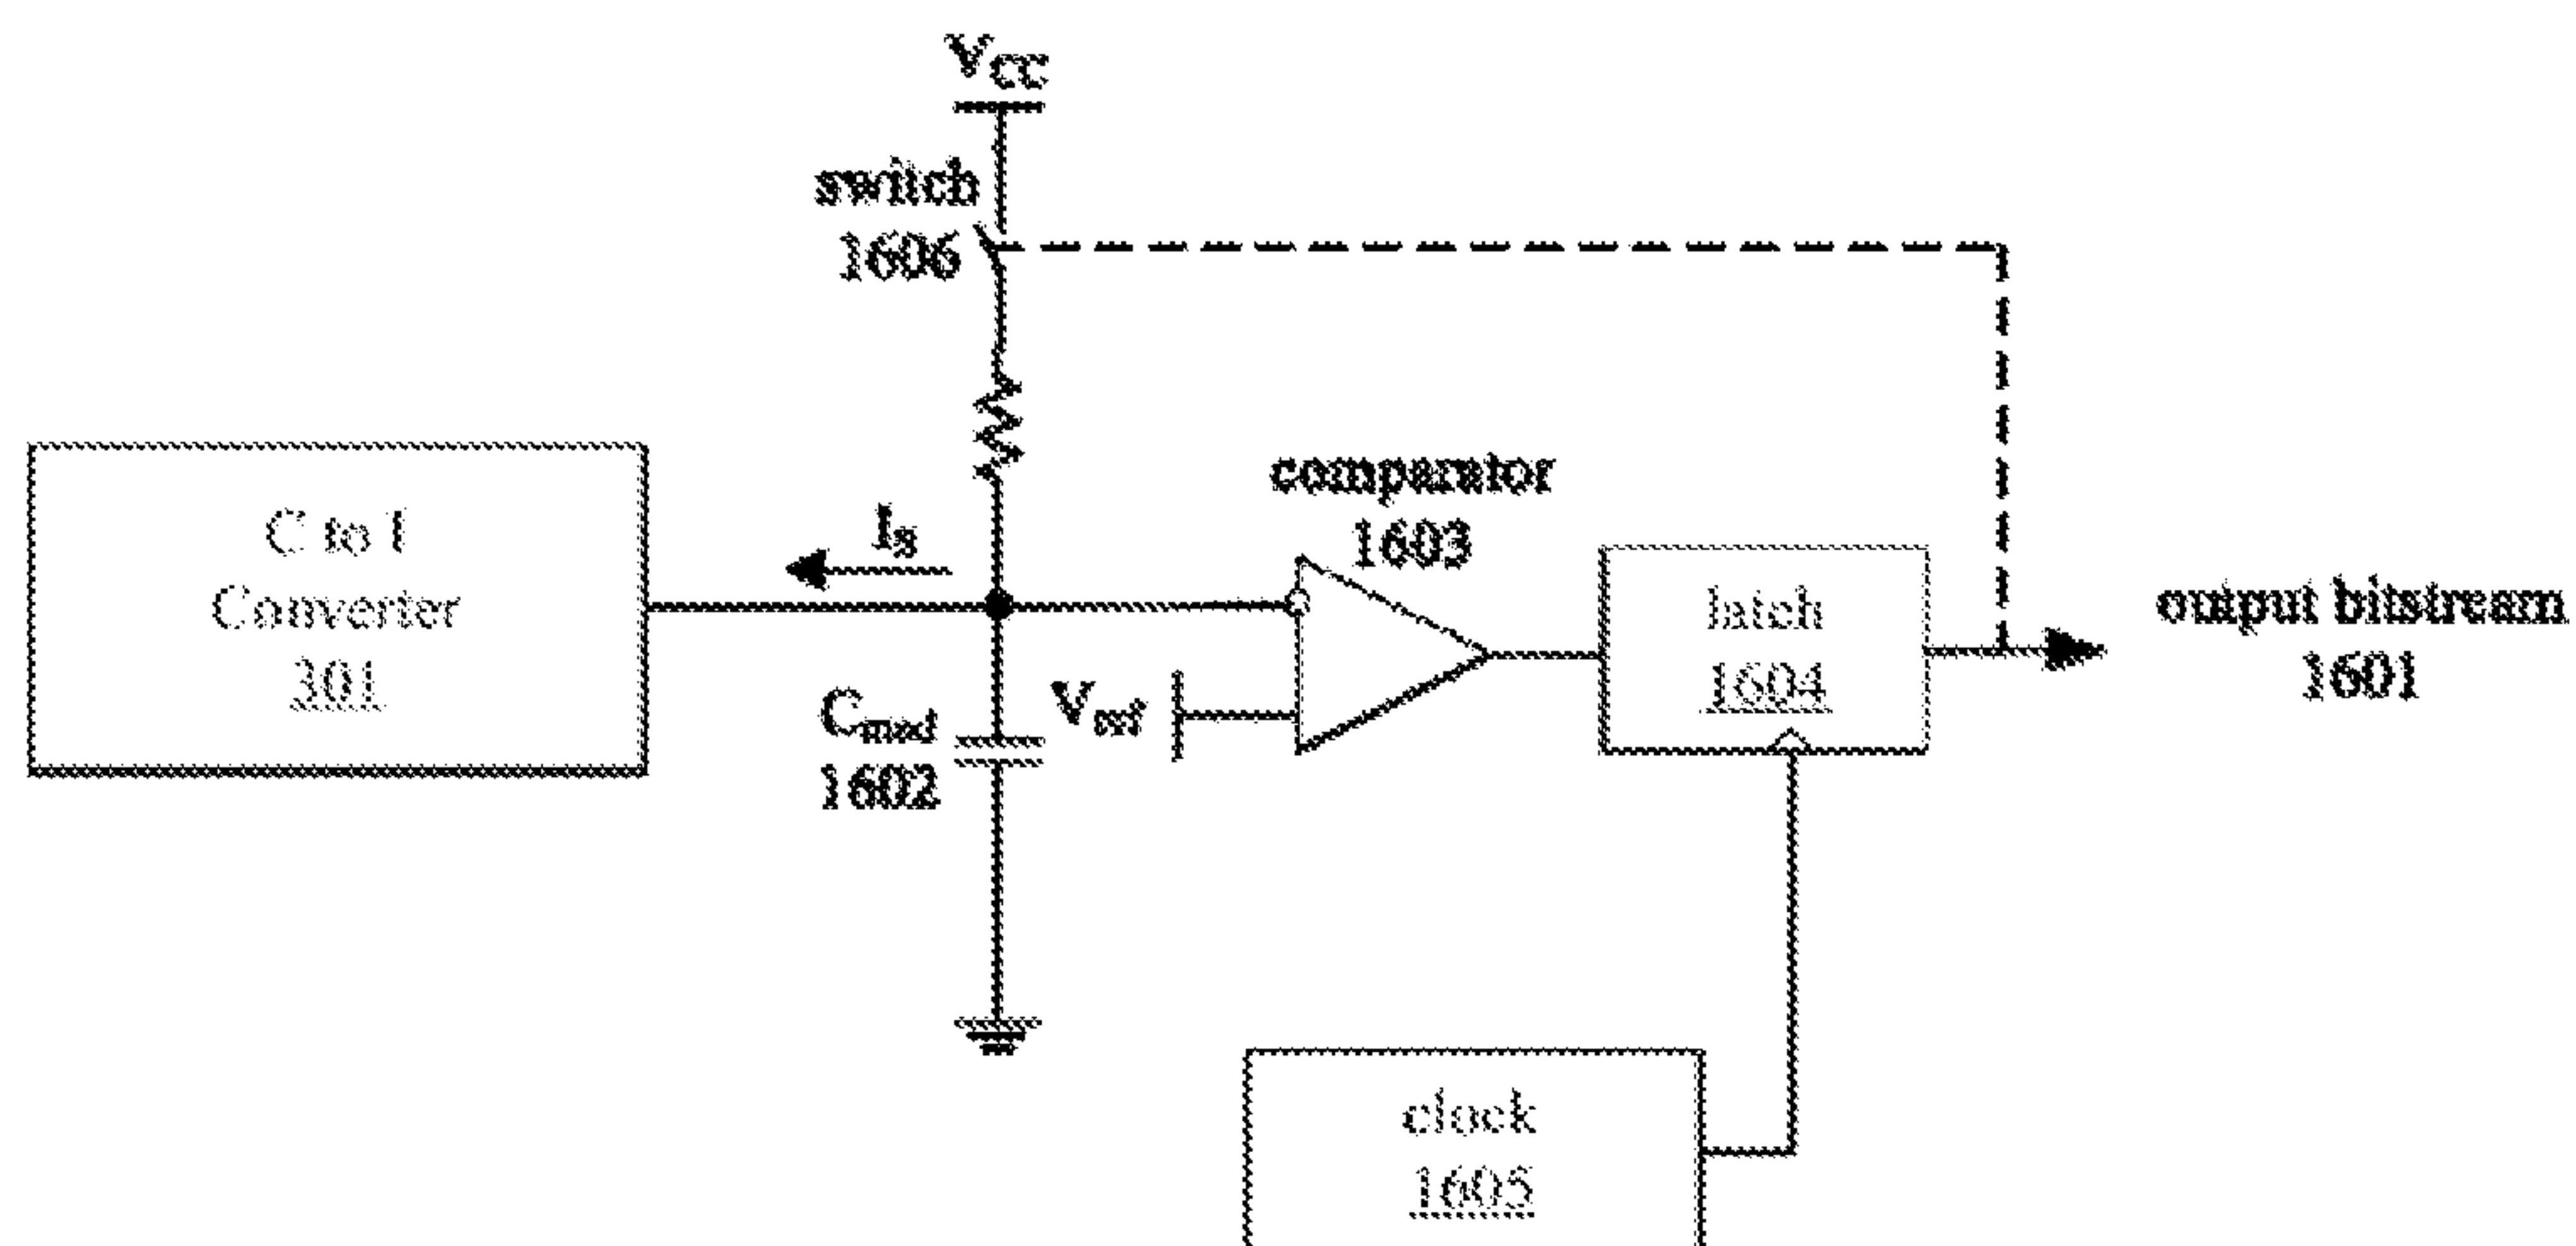 VCC
switch
1606
comparator
1603
C to I
Converter
301
IS
latch
1604
output bitstream
1601
Cmod
1602
Vref
clock
1605